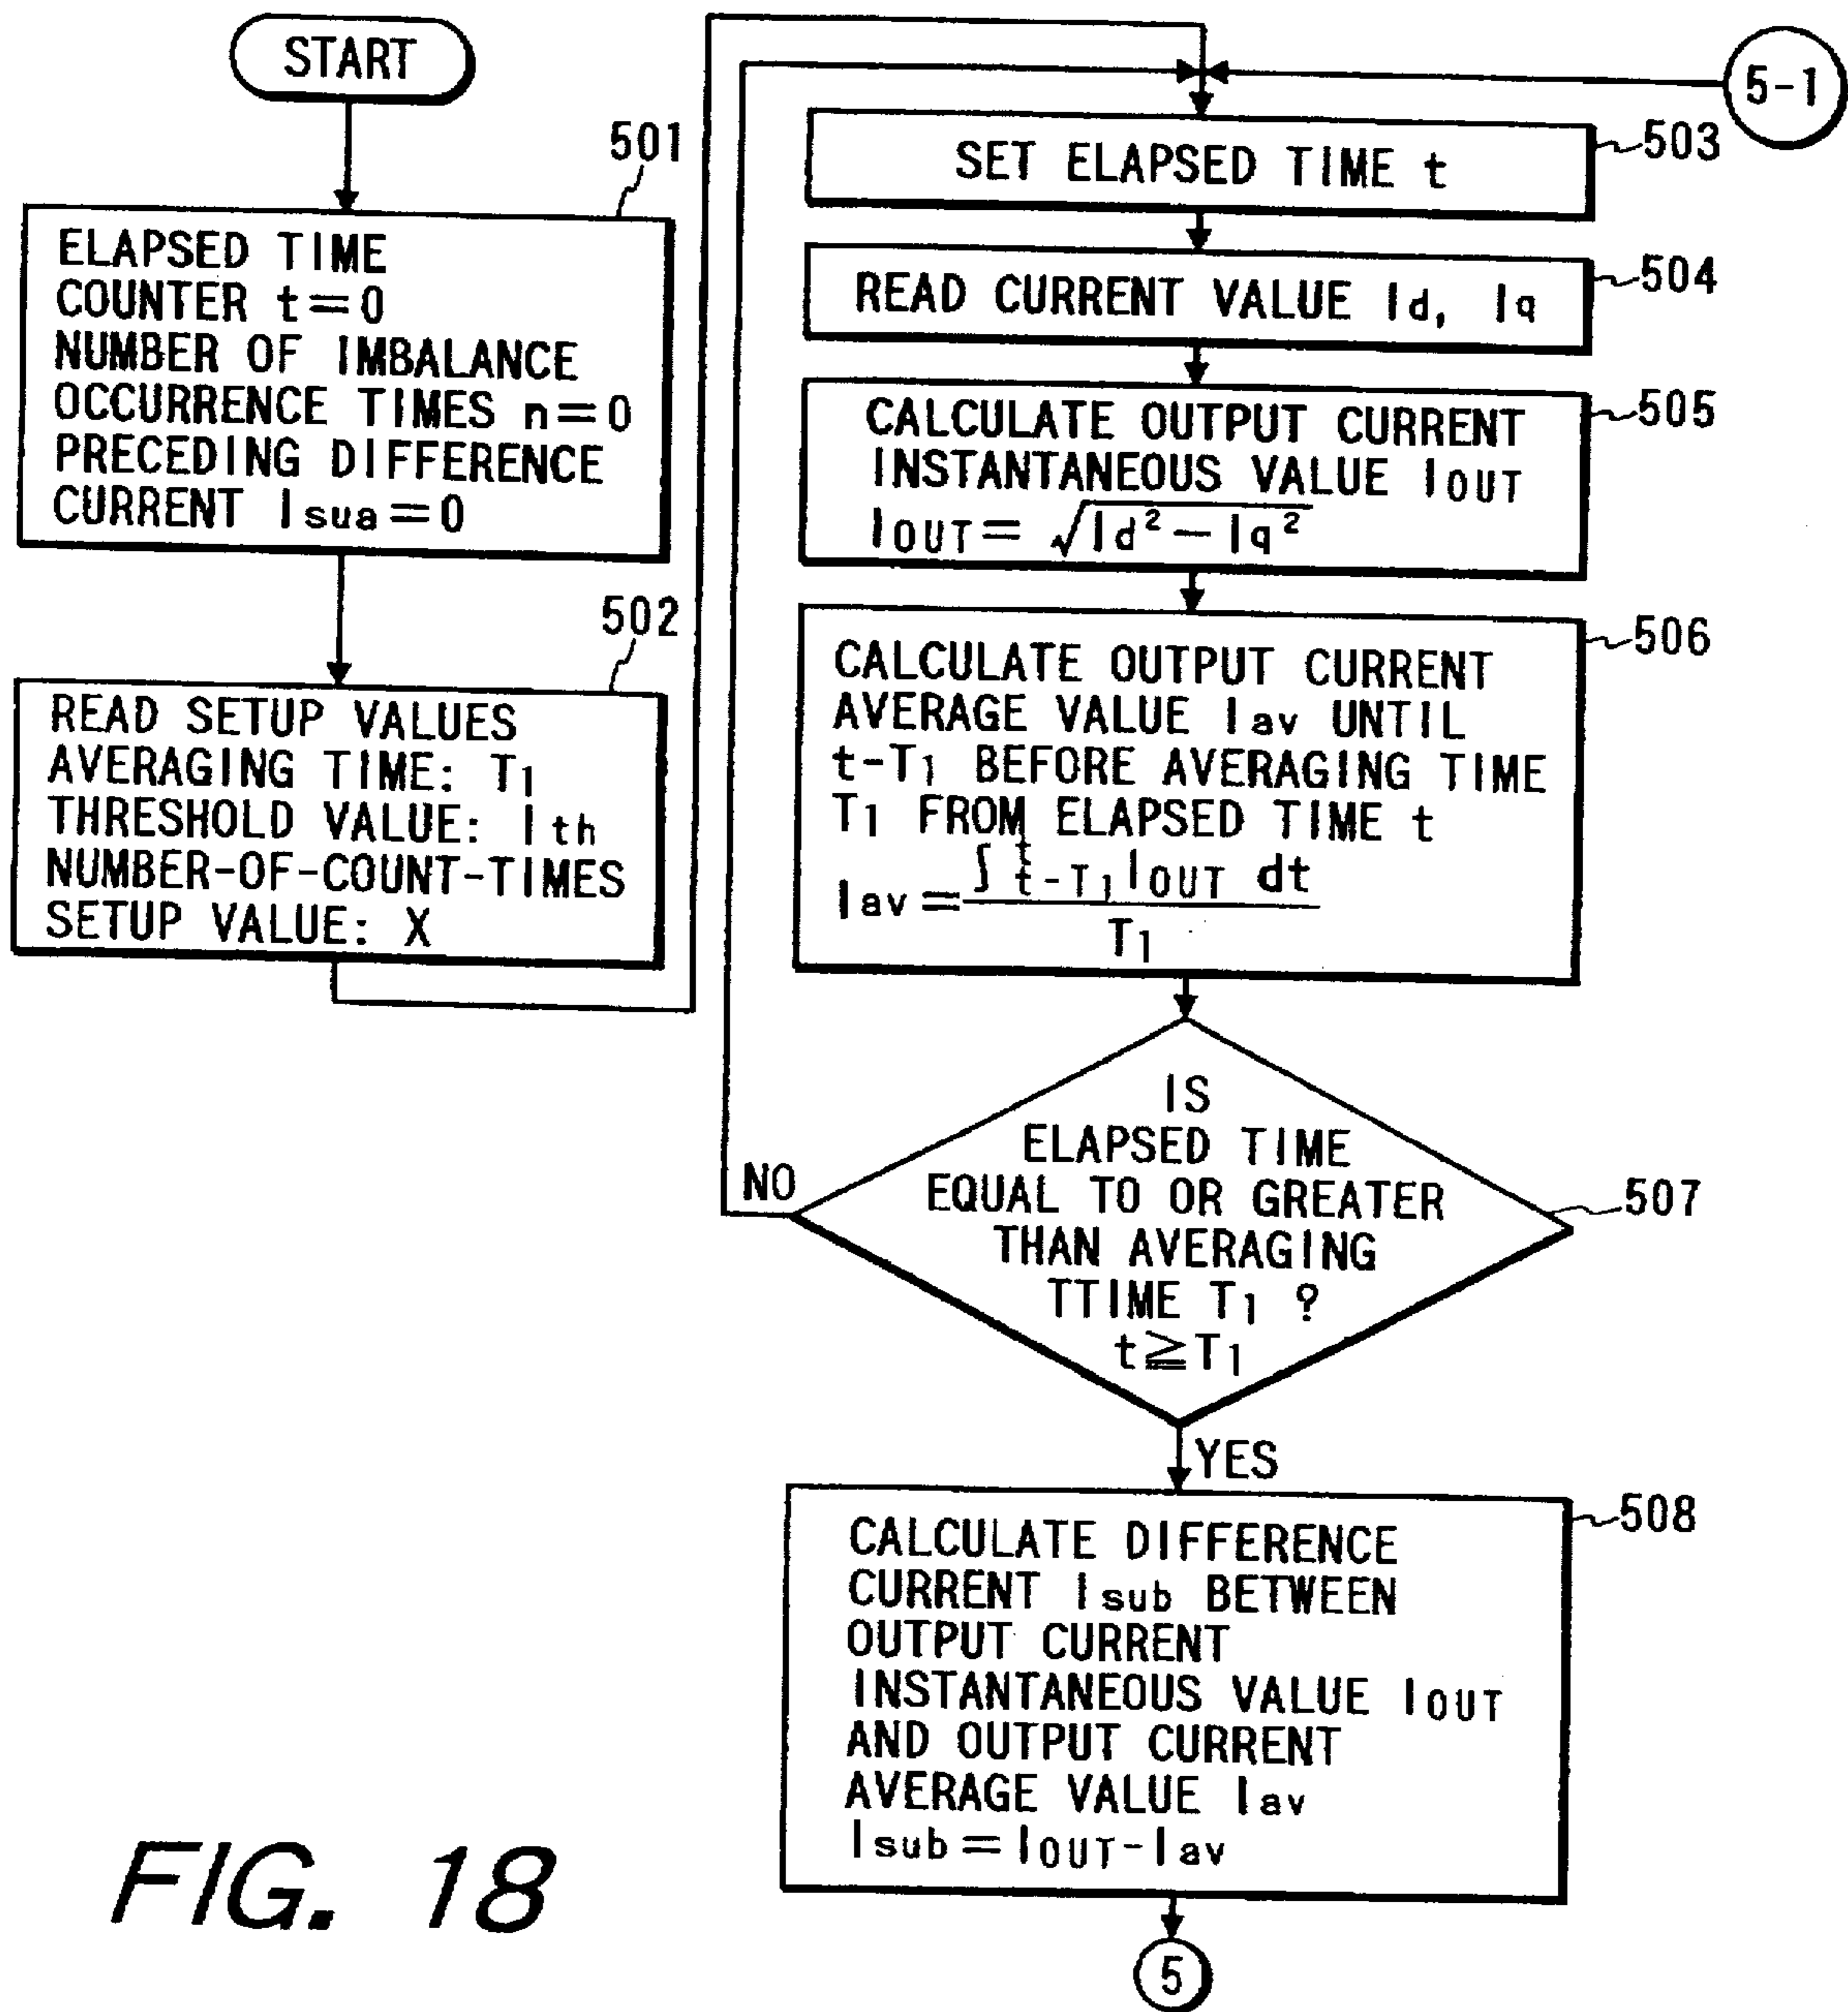 START
501
ELAPSED TIME
COUNTER t=0
NUMBER OF IMBALANCE
OCCURRENCE TIMES n=0
PRECEDING DIFFERENCE
CURRENT Isua=0
502
READ SETUP VALUES
AVERAGING TIME: T1
THRESHOLD VALUE: Ith
NUMBER-OF-COUNT-TIMES
SETUP VALUE: X
5-1
SET ELAPSED TIME t
503
READ CURRENT VALUE Id, Iq
504
CALCULATE OUTPUT CURRENT
INSTANTANEOUS VALUE IOUT
IOUT=√Id²-Iq²
505
CALCULATE OUTPUT CURRENT
AVERAGE VALUE Iav UNTIL
t-T1 BEFORE AVERAGING TIME
T1 FROM ELAPSED TIME t
Iav=∫ t t-T1 IOUT dt
T1
506
IS
ELAPSED TIME
EQUAL TO OR GREATER
THAN AVERAGING
TTIME T1 ?
t≧T1
507
NO
YES
CALCULATE DIFFERENCE
CURRENT Isub BETWEEN
OUTPUT CURRENT
INSTANTANEOUS VALUE IOUT
AND OUTPUT CURRENT
AVERAGE VALUE Iav
Isub=IOUT-Iav
508
5
FIG. 18